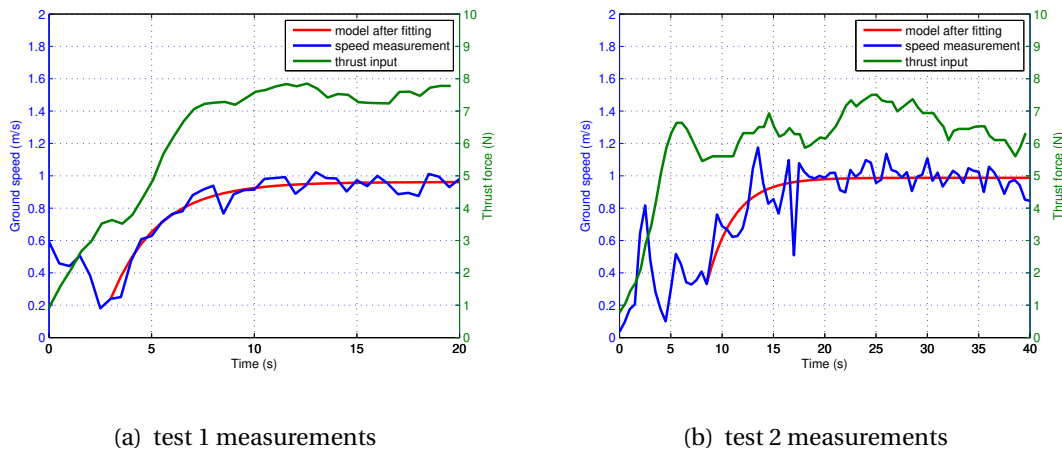 model after fitting
speed measurement
thrust input
2
1.8
1.6
1.4
1.2
1
0.8
0.6
0.4
0.2
0
Ground speed (m/s)
10
9
8
7
6
5
4
3
2
1
0
Thrust force (N)
0 5 10 15 20
Time (s)
(a) test 1 measurements
model after fitting
speed measurement
thrust input
2
1.8
1.6
1.4
1.2
1
0.8
0.6
0.4
0.2
0
Ground speed (m/s)
10
9
8
7
6
5
4
3
2
1
0
Thrust force (N)
0 5 10 15 20 25 30 35 40
Time (s)
(b) test 2 measurements